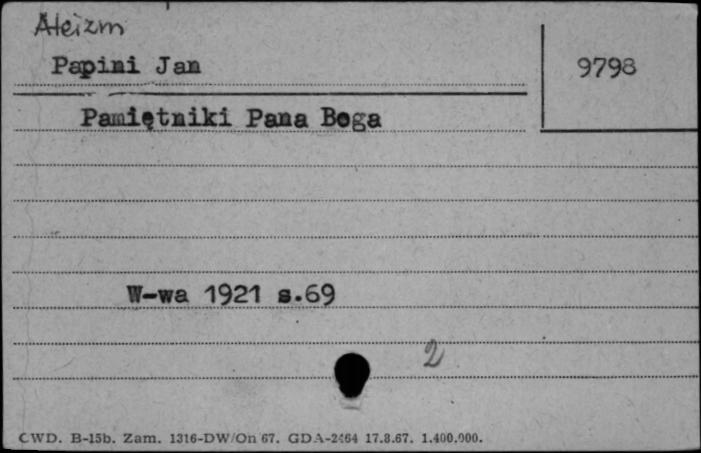 Ateizm
Papini Jan
9798
Pamiętniki Pana Boga
W-wa 1921 s.69
2
CWD. B-15b. Zam. 1316-DW/On 67. GDA-2464 17.8.67. 1.400.000.